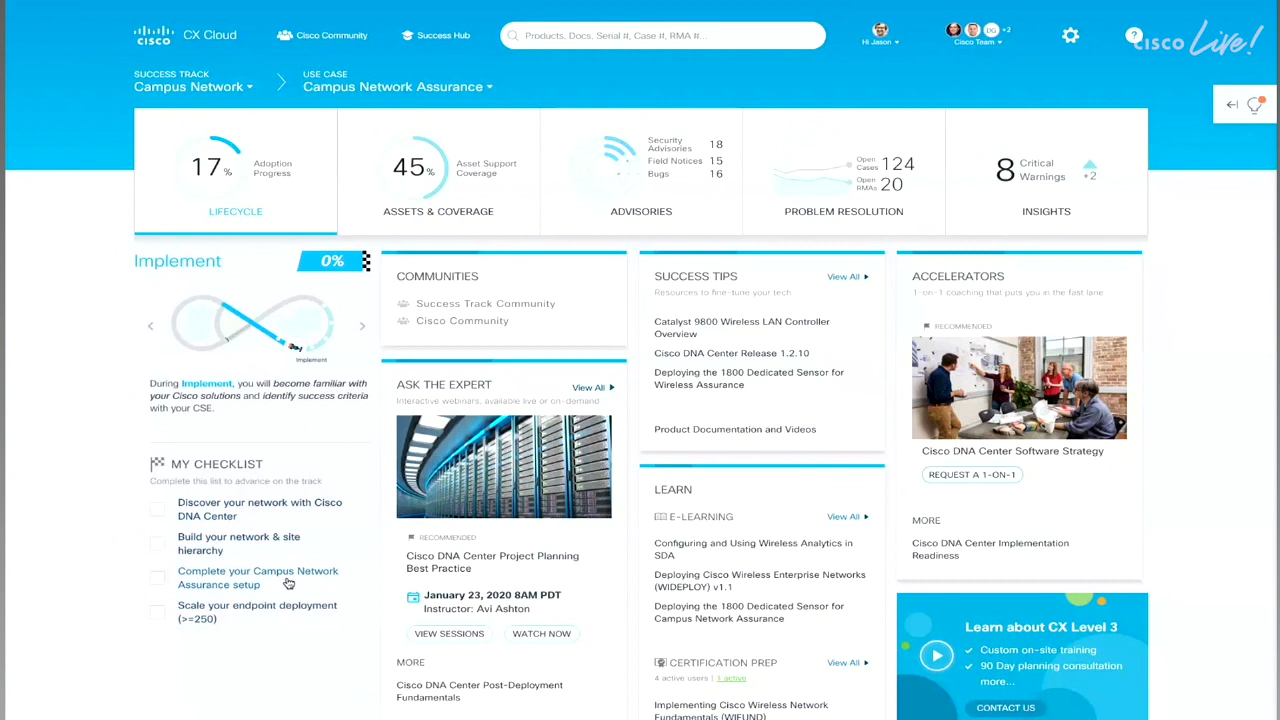 CISCO
CX Cloud
Cisco Community
Success Hub
Products, Docs, Serial #, Case #, RMA #...
Hi Jason
DG
+2
Cisco Team
?
CISCO Live!
SUCCESS TRACK
Campus Network
USE CASE
Campus Network Assurance
17%
Adoption
Progress
LIFECYCLE
45%
Asset Support
Coverage
ASSETS & COVERAGE
Security
Advisories 18
Field Notices 15
Bugs 16
ADVISORIES
Open
Cases 124
Open
RMAs 20
PROBLEM RESOLUTION
8 Critical
Warnings
+2
INSIGHTS
Implement
0%
Implement
During Implement, you will become familiar with
your Cisco solutions and identify success criteria
with your CSE.
MY CHECKLIST
Complete this list to advance on the track
Discover your network with Cisco
DNA Center
Build your network & site
hierarchy
Complete your Campus Network
Assurance setup
Scale your endpoint deployment
(>=250)
COMMUNITIES
Success Track Community
Cisco Community
ASK THE EXPERT
View All
Interactive webinars, available live or on-demand
RECOMMENDED
Cisco DNA Center Project Planning
Best Practice
January 23, 2020 8AM PDT
Instructor: Avi Ashton
VIEW SESSIONS
WATCH NOW
MORE
Cisco DNA Center Post-Deployment
Fundamentals
SUCCESS TIPS
View All
Resources to fine-tune your tech
Catalyst 9800 Wireless LAN Controller
Overview
Cisco DNA Center Release 1.2.10
Deploying the 1800 Dedicated Sensor for
Wireless Assurance
Product Documentation and Videos
LEARN
E-LEARNING
View All
Configuring and Using Wireless Analytics in
SDA
Deploying Cisco Wireless Enterprise Networks
(WIDEPLOY) v1.1
Deploying the 1800 Dedicated Sensor for
Campus Network Assurance
CERTIFICATION PREP
View All
4 active users | 1 active
Implementing Cisco Wireless Network
Fundamentals (WIFUND)
ACCELERATORS
1-on-1 coaching that puts you in the fast lane
RECOMMENDED
Cisco DNA Center Software Strategy
REQUEST A 1-ON-1
MORE
Cisco DNA Center Implementation
Readiness
Learn about CX Level 3
Custom on-site training
90 Day planning consultation
more...
CONTACT US